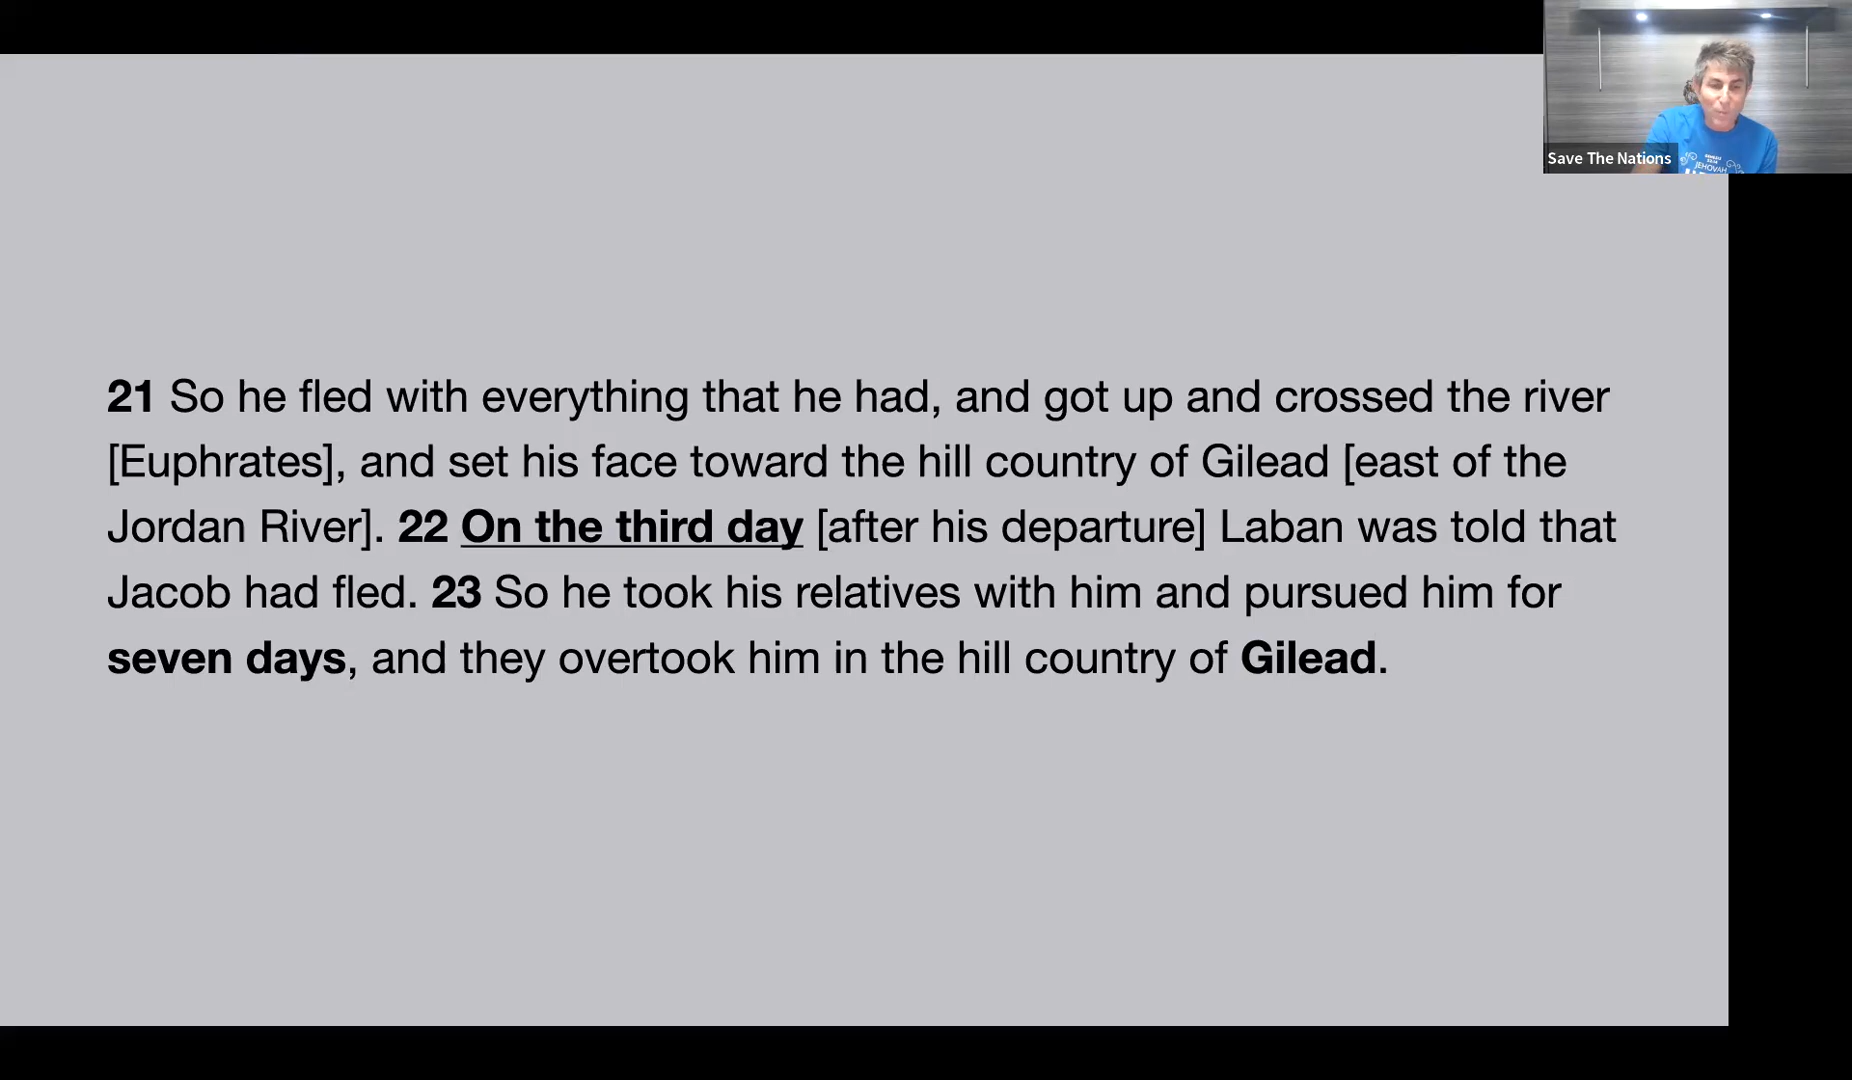 21 So he fled with everything that he had, and got up and crossed the river
[Euphrates], and set his face toward the hill country of Gilead [east of the
Jordan River]. 22 On the third day [after his departure] Laban was told that
Jacob had fled. 23 So he took his relatives with him and pursued him for
seven days, and they overtook him in the hill country of Gilead.
Save The Nations
JEHOVAH